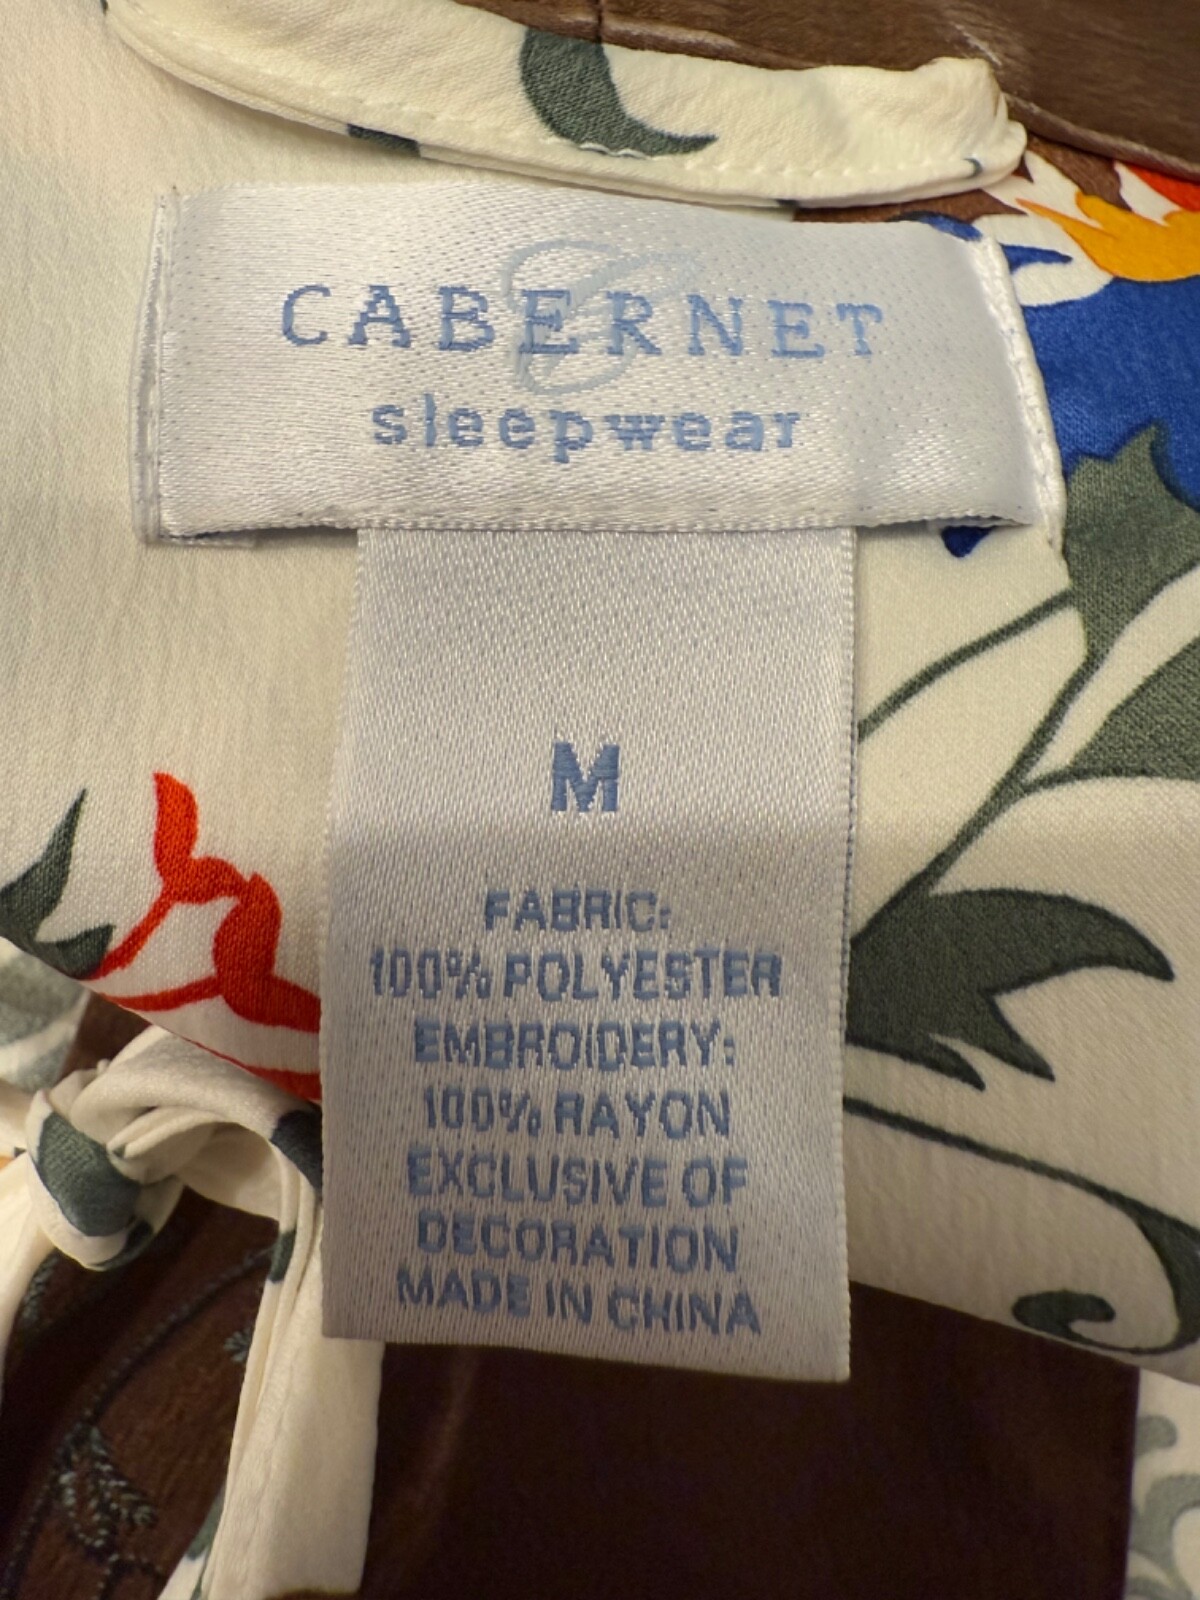 CABERNET
sleepwear
M
FABRIC:
100% POLYESTER
EMBROIDERY:
100% RAYON
EXCLUSIVE OF
DECORATION
MADE IN CHINA